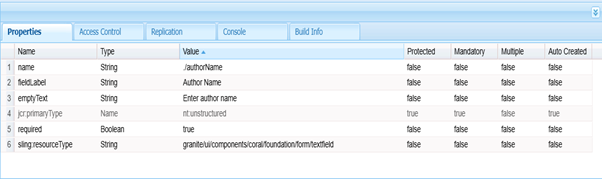 Properties Access Control Replication Console Build Info
Name Type Value Protected Mandatory Multiple Auto Created
1 name String ./authorName false false false false
2 fieldLabel String Author Name false false false false
3 emptyText String Enter author name false false false false
4 jcr:primaryType Name nt:unstructured true true false true
5 required Boolean true false false false false
6 sling:resourceType String granite/ui/components/coral/foundation/form/textfield false false false false